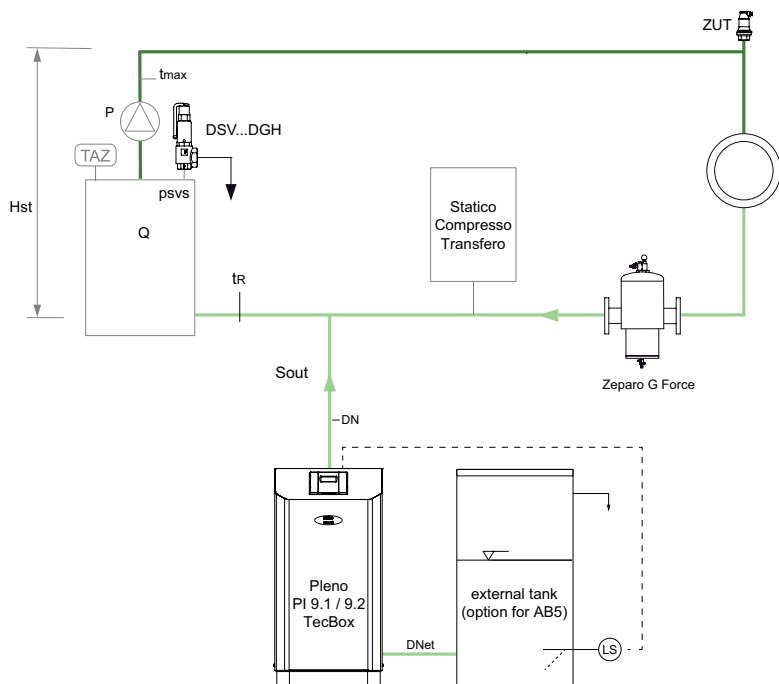 ZUT
tmax
P
DSV...DGH
TAZ
psvs
Hst
Q
Statico
Compresso
Transfero
tR
Zeparo G Force
Sout
DN
Pleno
PI 9.1 / 9.2
TecBox
external tank
(option for AB5)
DNet
LS